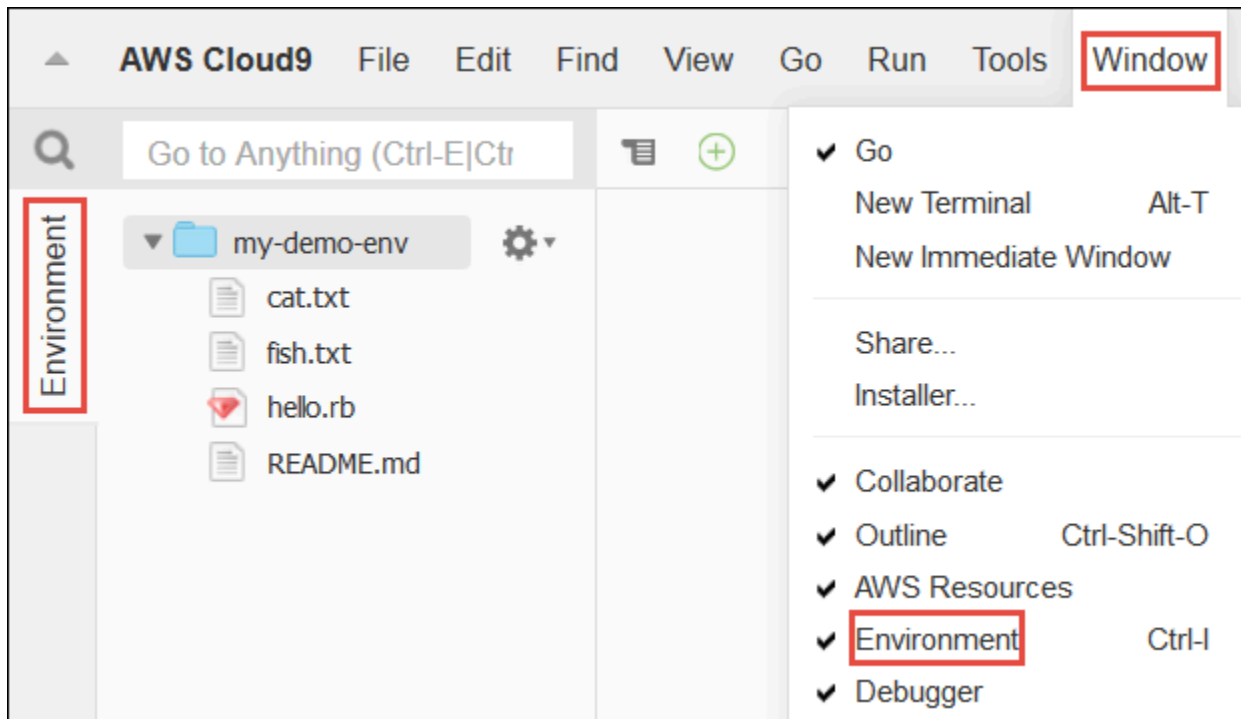 AWS Cloud9 File Edit Find View Go Run Tools Window
Go to Anything (Ctrl-E|Ctr
Environment
my-demo-env
cat.txt
fish.txt
hello.rb
README.md
Go
New Terminal Alt-T
New Immediate Window
Share...
Installer...
Collaborate
Outline Ctrl-Shift-O
AWS Resources
Environment Ctrl-I
Debugger